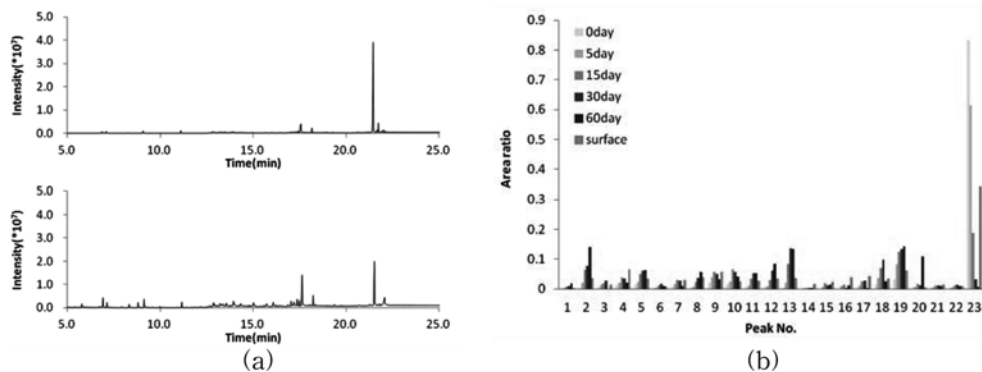 5.0
4.0
3.0
2.0
1.0
0.0
Intensity(*10⁷)
5.0 10.0 15.0 20.0 25.0
Time(min)
5.0
4.0
3.0
2.0
1.0
0.0
Intensity(*10⁷)
5.0 10.0 15.0 20.0 25.0
Time(min)
(a)
0.9
0.8
0.7
0.6
0.5
0.4
0.3
0.2
0.1
0
Area ratio
0day
5day
15day
30day
60day
surface
1 2 3 4 5 6 7 8 9 10 11 12 13 14 15 16 17 18 19 20 21 22 23
Peak No.
(b)